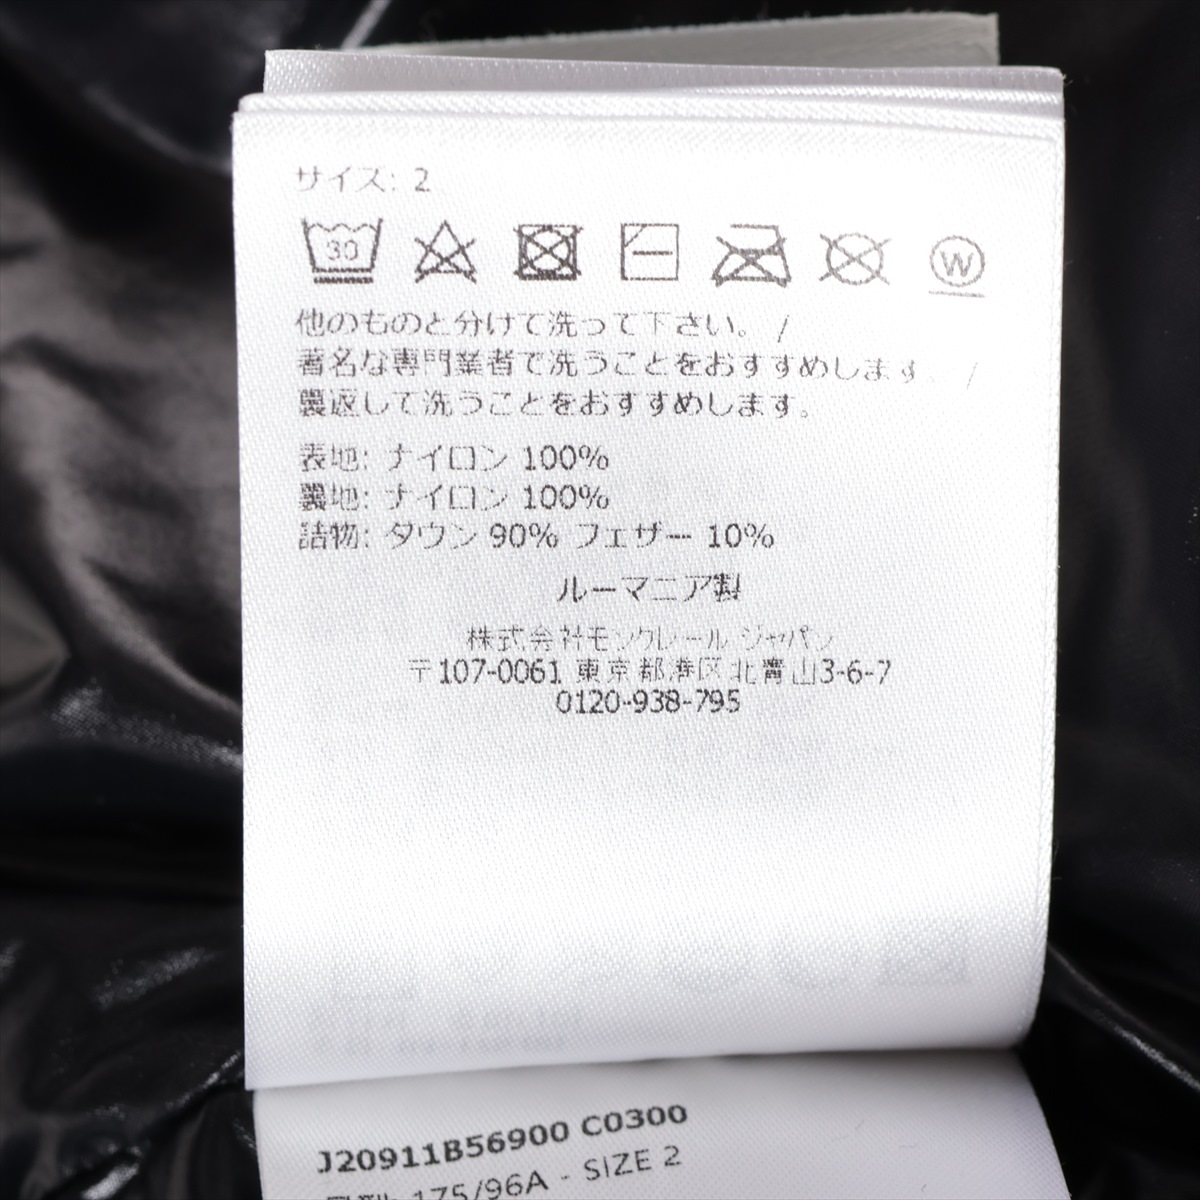 サイズ: 2
30
W
他のものと分けて洗って下さい。 /
著名な専門業者で洗うことをおすすめします。 /
裏返して洗うことをおすすめします。
表地: ナイロン 100%
裏地: ナイロン 100%
詰物: ダウン 90% フェザー 10%
ルーマニア製
株式会社モンクレール ジャパン
〒107-0061 東京都港区北青山3-6-7
0120-938-795
J20911B56900 C0300
175/96A - SIZE 2